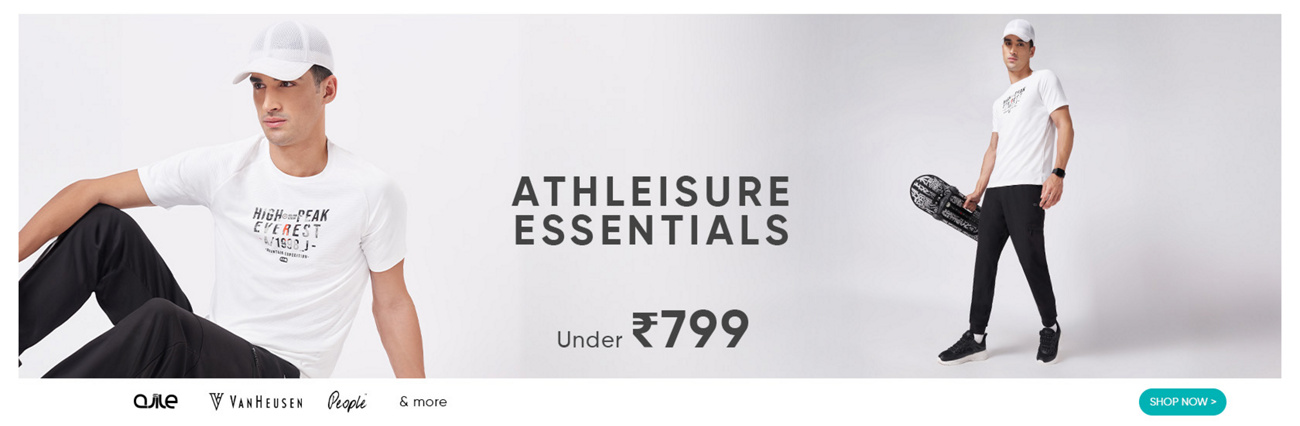 HIGH PEAK
EVEREST
ATHLEISURE
ESSENTIALS
Under ₹799
ajile
VANHEUSEN
People
& more
SHOP NOW >